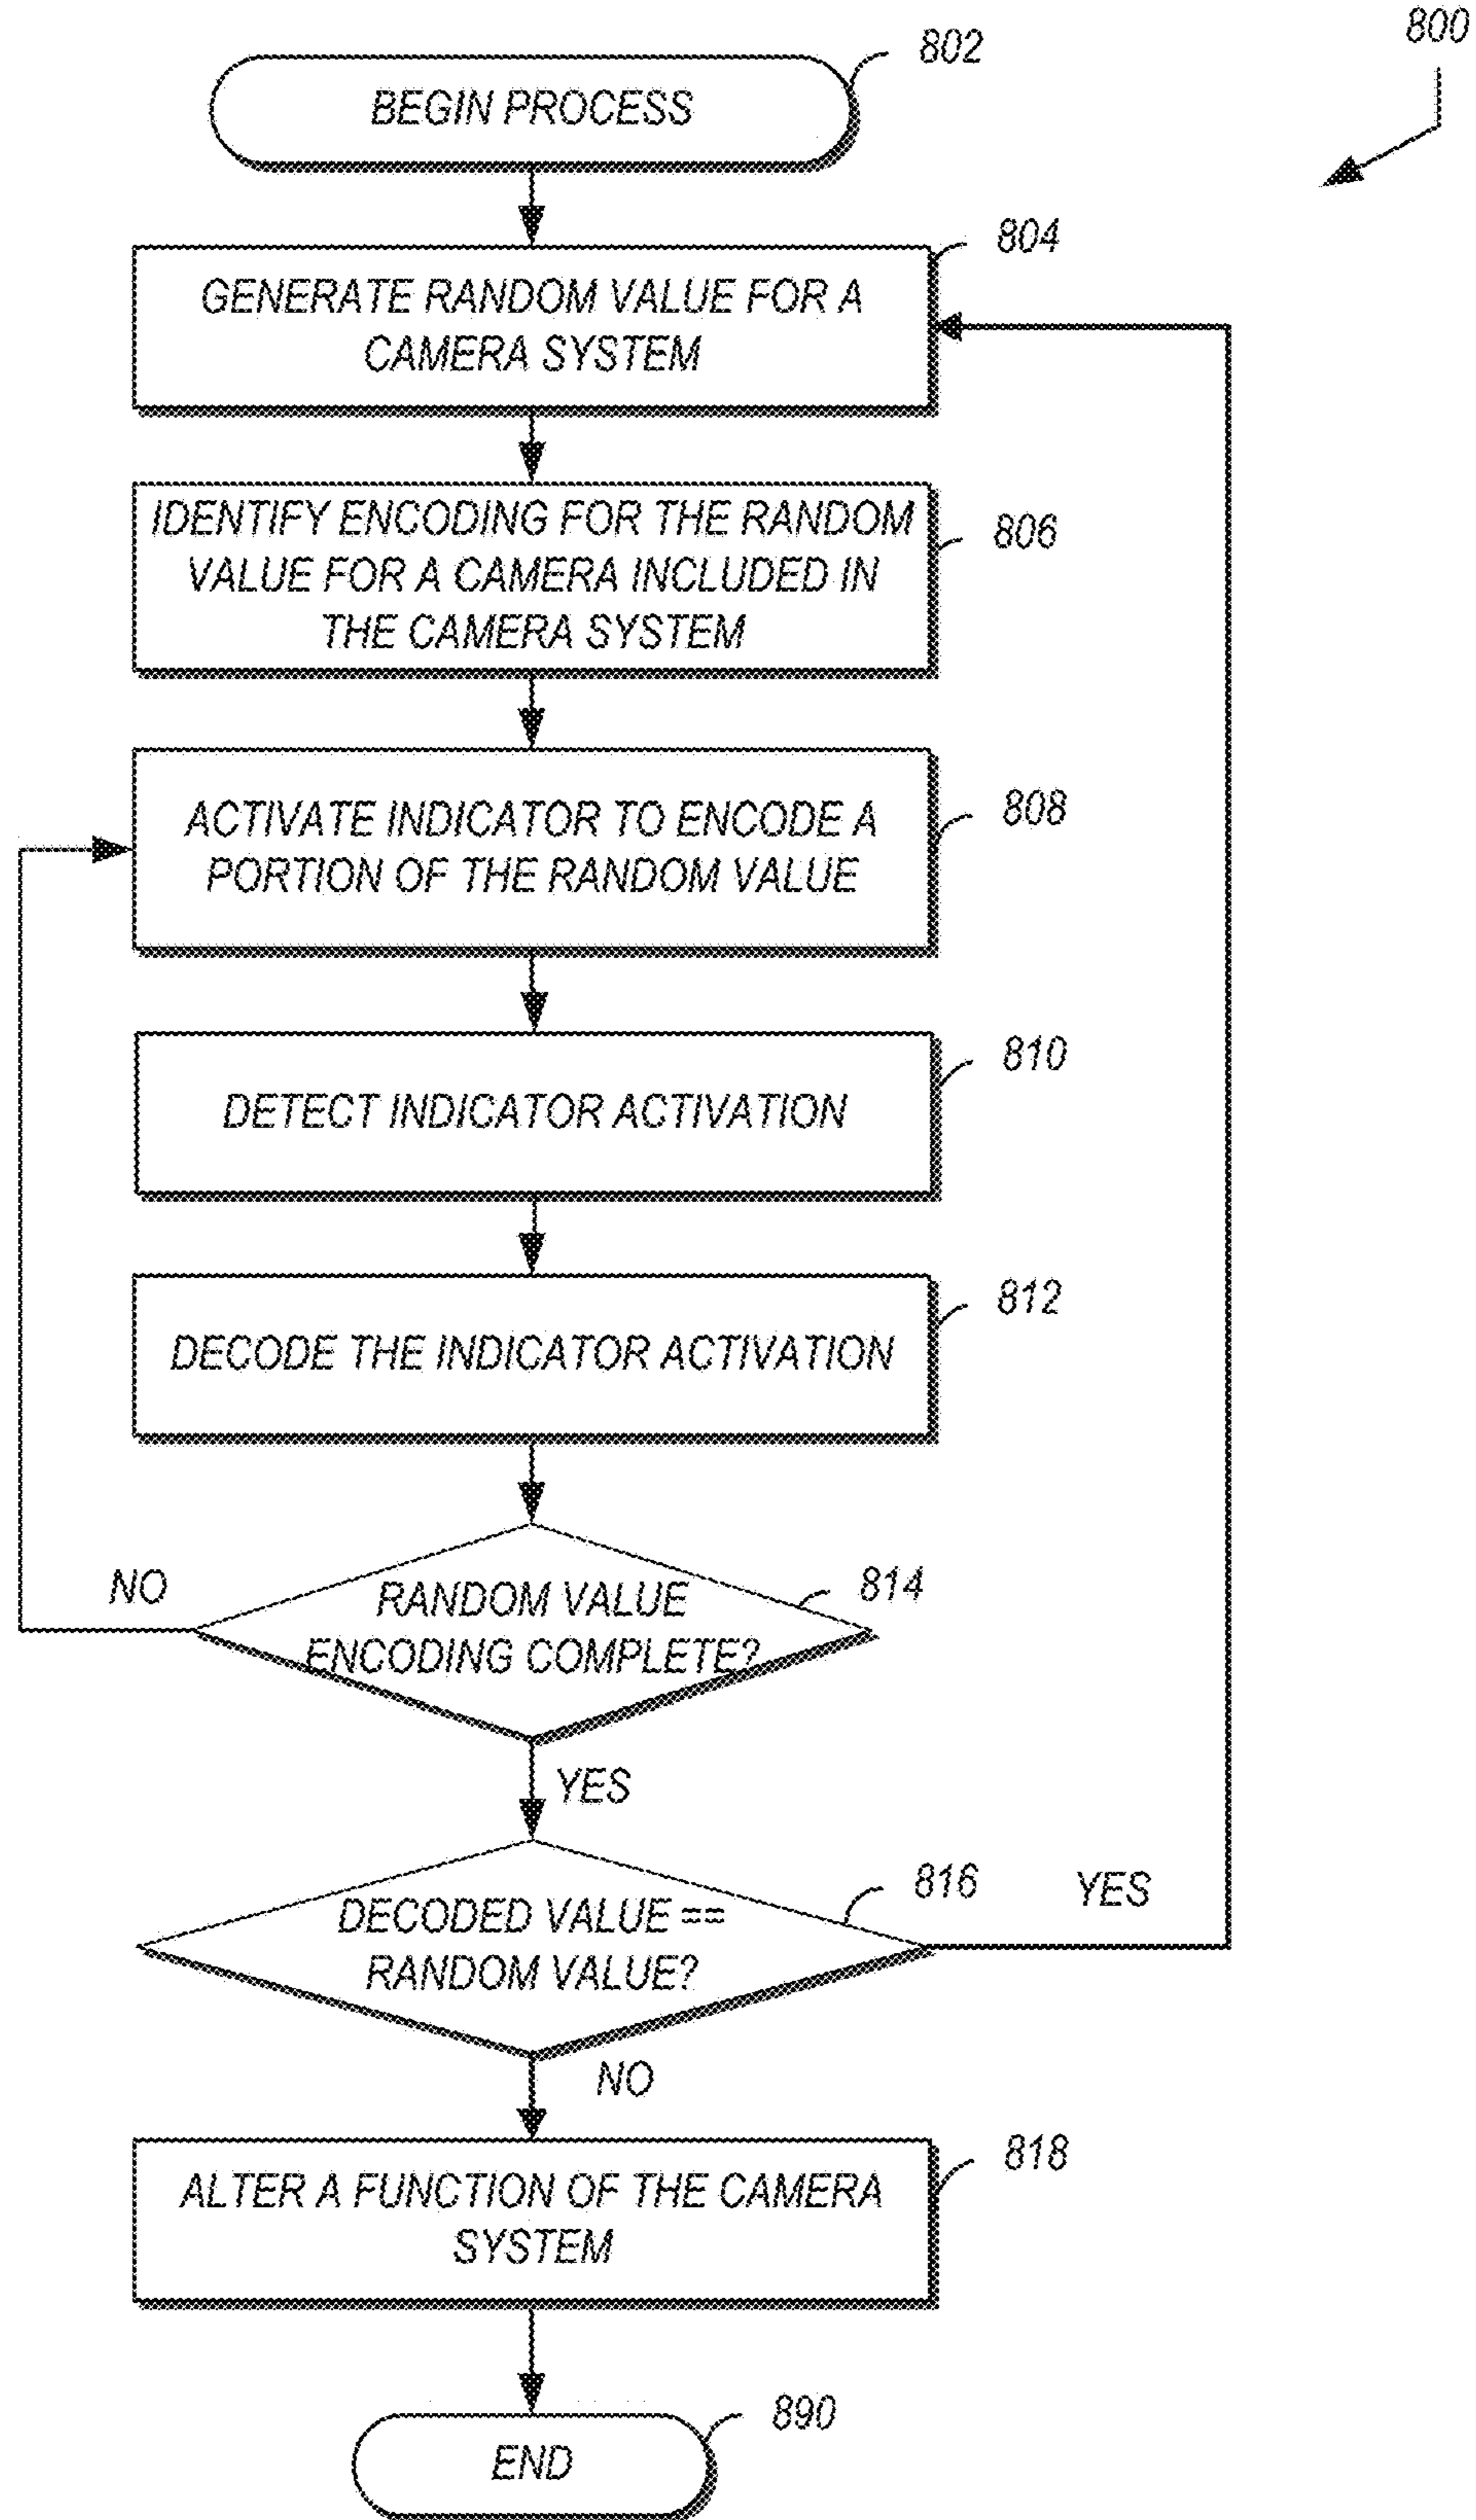 800
802
BEGIN PROCESS
804
GENERATE RANDOM VALUE FOR A
CAMERA SYSTEM
IDENTIFY ENCODING FOR THE RANDOM
VALUE FOR A CAMERA INCLUDED IN
THE CAMERA SYSTEM
806
ACTIVATE INDICATOR TO ENCODE A
PORTION OF THE RANDOM VALUE
808
810
DETECT INDICATOR ACTIVATION
812
DECODE THE INDICATOR ACTIVATION
NO
RANDOM VALUE
ENCODING COMPLETE?
814
YES
816
YES
DECODED VALUE ==
RANDOM VALUE?
NO
818
ALTER A FUNCTION OF THE CAMERA
SYSTEM
890
END